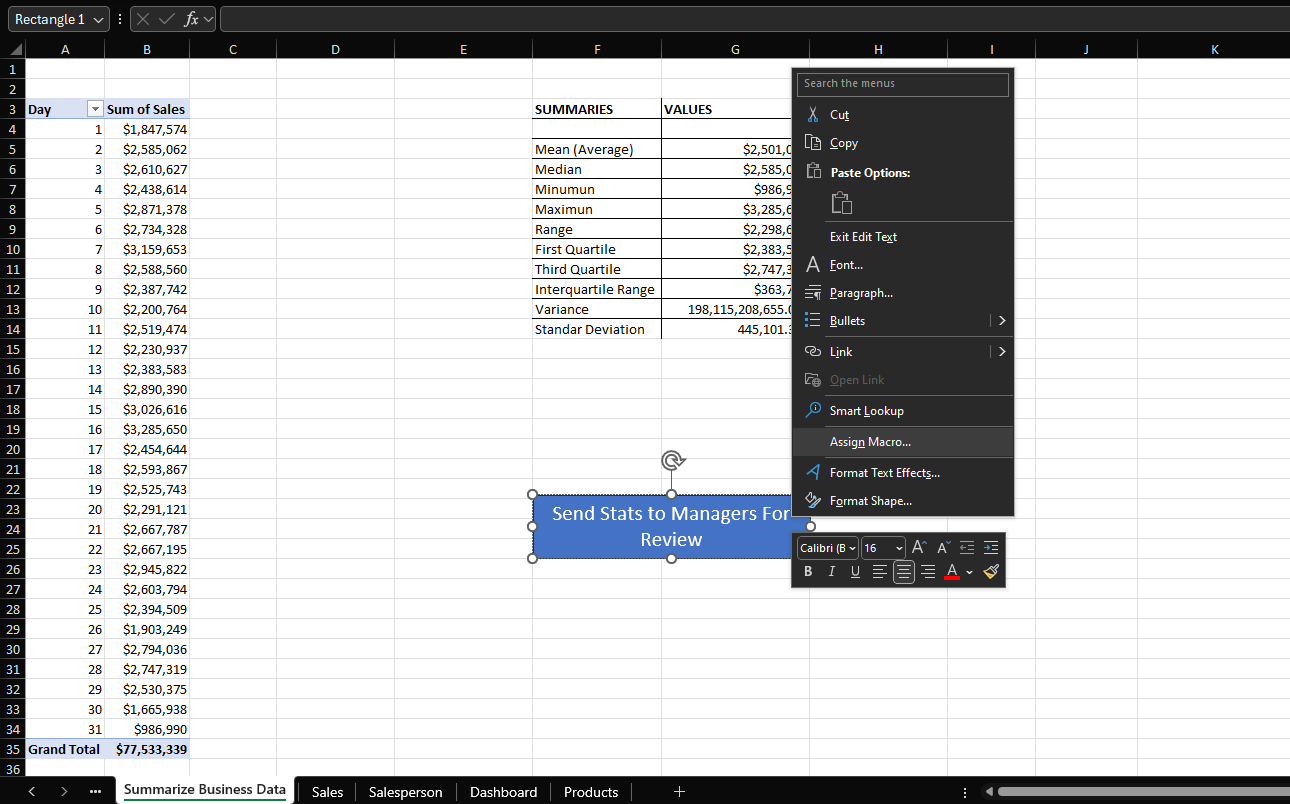 Rectangle 1 fx
A B C D E F G H I J K
1
2
3 Day Sum of Sales SUMMARIES VALUES
4 1 $1,847,574
5 2 $2,585,062 Mean (Average) $2,501,0
6 3 $2,610,627 Median $2,585,0
7 4 $2,438,614 Minumun $986,9
8 5 $2,871,378 Maximun $3,285,6
9 6 $2,734,328 Range $2,298,6
10 7 $3,159,653 First Quartile $2,383,5
11 8 $2,588,560 Third Quartile $2,747,3
12 9 $2,387,742 Interquartile Range $363,7
13 10 $2,200,764 Variance 198,115,208,655.0
14 11 $2,519,474 Standar Deviation 445,101.3
15 12 $2,230,937
16 13 $2,383,583
17 14 $2,890,390
18 15 $3,026,616
19 16 $3,285,650
20 17 $2,454,644
21 18 $2,593,867
22 19 $2,525,743
23 20 $2,291,121
24 21 $2,667,787
25 22 $2,667,195
26 23 $2,945,822
27 24 $2,603,794
28 25 $2,394,509
29 26 $1,903,249
30 27 $2,794,036
31 28 $2,747,319
32 29 $2,530,375
33 30 $1,665,938
34 31 $986,990
35 Grand Total $77,533,339
36
Send Stats to Managers For
Review
Search the menus
Cut
Copy
Paste Options:
Exit Edit Text
Font...
Paragraph...
Bullets
Link
Open Link
Smart Lookup
Assign Macro...
Format Text Effects...
Format Shape...
Calibri (B 16 A A
B I U A
Summarize Business Data Sales Salesperson Dashboard Products